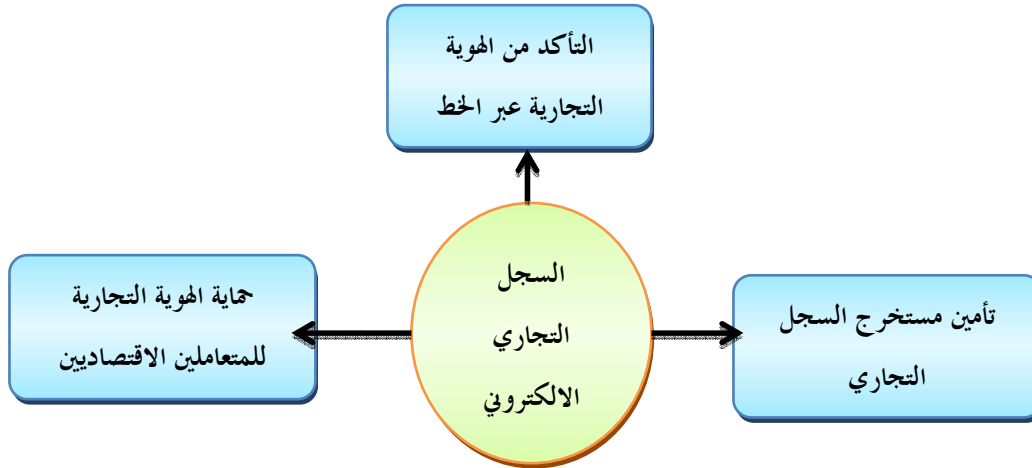 التأكد من الهوية
التجارية عبر الخط
السجل
التجاري
الالكتروني
تأمين مستخرج السجل
التجاري
حماية الهوية التجارية
للمتعاملين الاقتصاديين